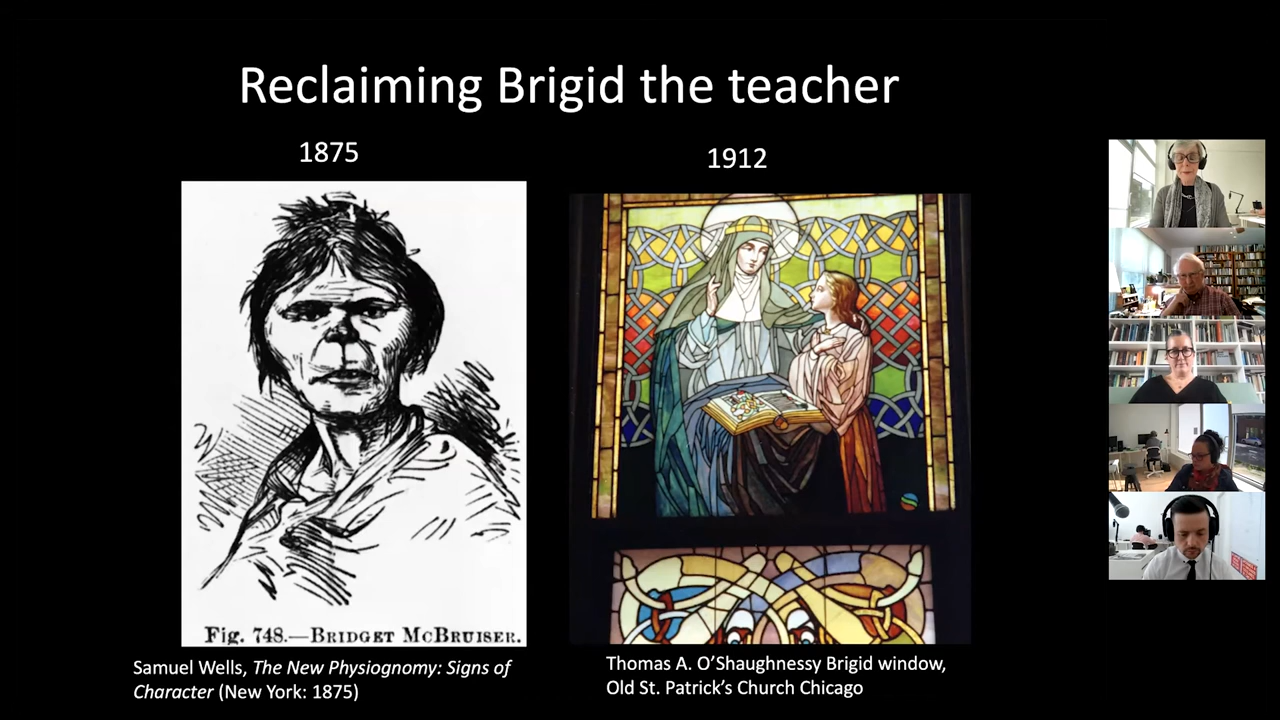 Reclaiming Brigid the teacher
1875
1912
Fig. 748.—BRIDGET MCBRUISER.
Samuel Wells, The New Physiognomy: Signs of
Character (New York: 1875)
Thomas A. O’Shaughnessy Brigid window,
Old St. Patrick’s Church Chicago